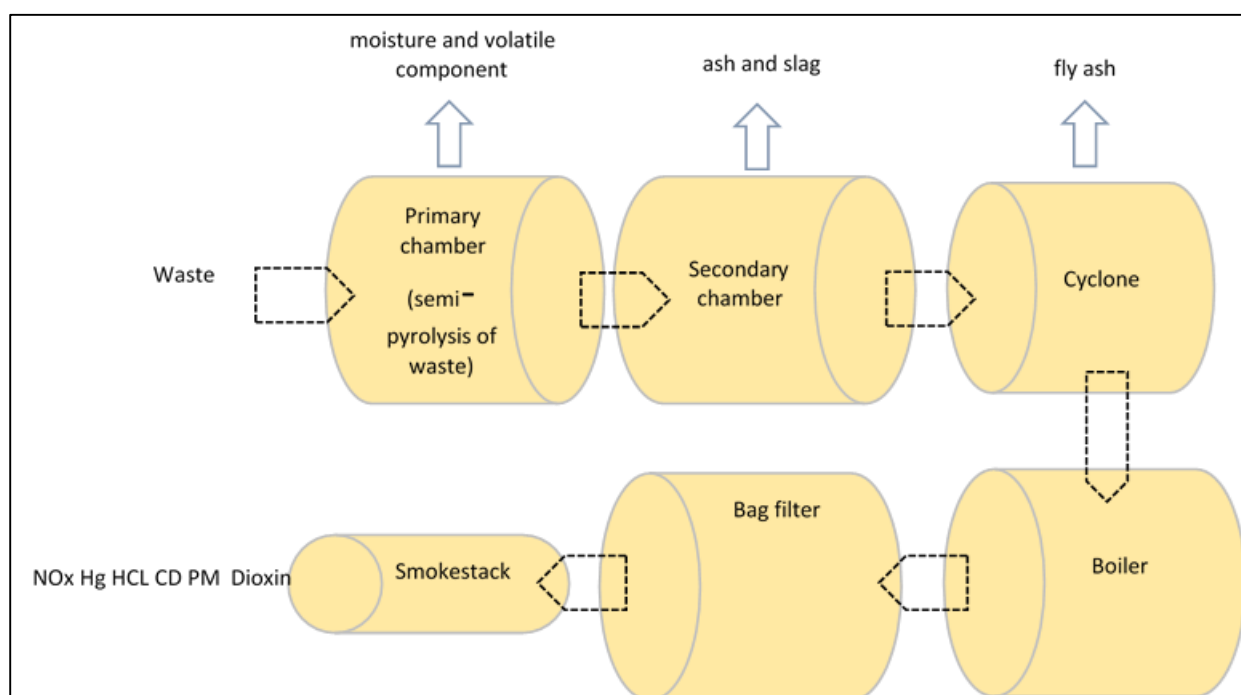 moisture and volatile
component
ash and slag
fly ash
Waste
Primary
chamber
(semi-
pyrolysis of
waste)
Secondary
chamber
Cyclone
NOx Hg HCL CD PM Dioxin
Smokestack
Bag filter
Boiler